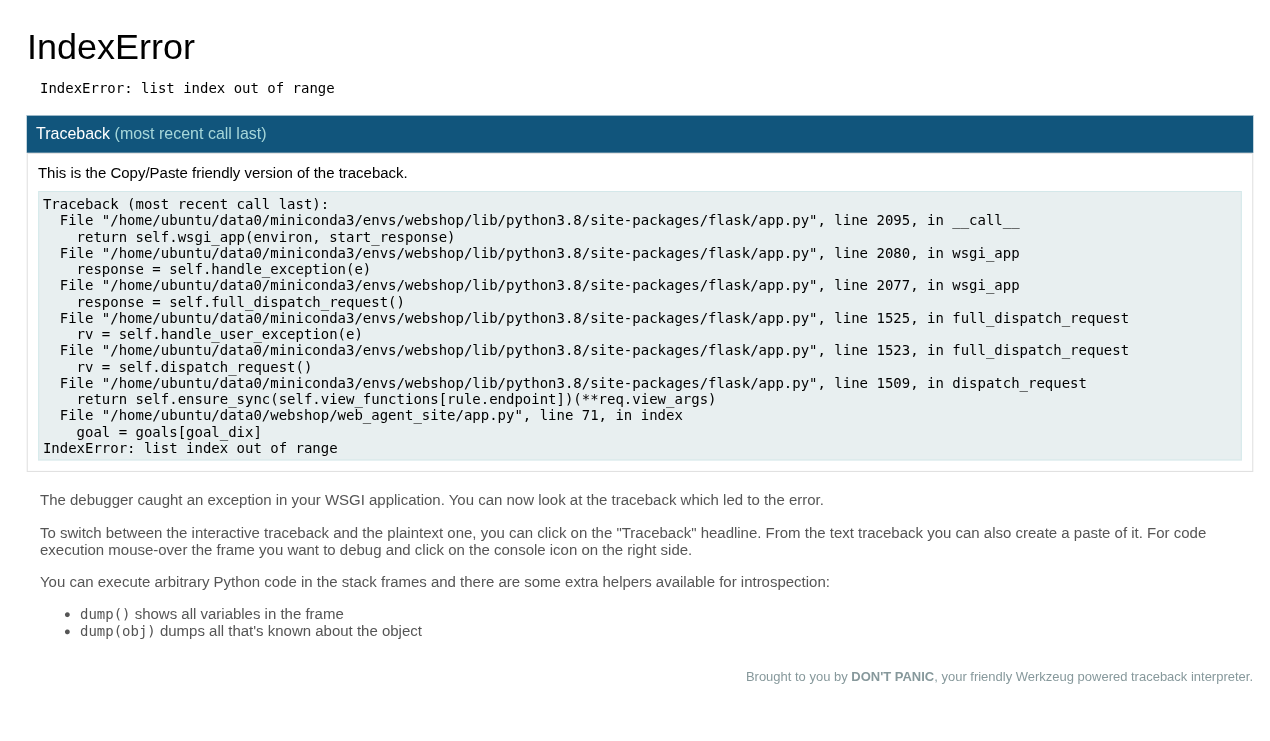 IndexError
IndexError: list index out of range
Traceback (most recent call last)
This is the Copy/Paste friendly version of the traceback.
Traceback (most recent call last):
  File "/home/ubuntu/data0/miniconda3/envs/webshop/lib/python3.8/site-packages/flask/app.py", line 2095, in __call__
    return self.wsgi_app(environ, start_response)
  File "/home/ubuntu/data0/miniconda3/envs/webshop/lib/python3.8/site-packages/flask/app.py", line 2080, in wsgi_app
    response = self.handle_exception(e)
  File "/home/ubuntu/data0/miniconda3/envs/webshop/lib/python3.8/site-packages/flask/app.py", line 2077, in wsgi_app
    response = self.full_dispatch_request()
  File "/home/ubuntu/data0/miniconda3/envs/webshop/lib/python3.8/site-packages/flask/app.py", line 1525, in full_dispatch_request
    rv = self.handle_user_exception(e)
  File "/home/ubuntu/data0/miniconda3/envs/webshop/lib/python3.8/site-packages/flask/app.py", line 1523, in full_dispatch_request
    rv = self.dispatch_request()
  File "/home/ubuntu/data0/miniconda3/envs/webshop/lib/python3.8/site-packages/flask/app.py", line 1509, in dispatch_request
    return self.ensure_sync(self.view_functions[rule.endpoint])(**req.view_args)
  File "/home/ubuntu/data0/webshop/web_agent_site/app.py", line 71, in index
    goal = goals[goal_dix]
IndexError: list index out of range
The debugger caught an exception in your WSGI application. You can now look at the traceback which led to the error.
To switch between the interactive traceback and the plaintext one, you can click on the "Traceback" headline. From the text traceback you can also create a paste of it. For code
execution mouse-over the frame you want to debug and click on the console icon on the right side.
You can execute arbitrary Python code in the stack frames and there are some extra helpers available for introspection:
• dump() shows all variables in the frame
• dump(obj) dumps all that's known about the object
Brought to you by DON'T PANIC, your friendly Werkzeug powered traceback interpreter.